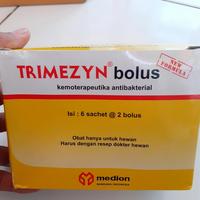 NEW
FORMULA
TRIMEZYN® bolus
kemoterapeutika antibakterial
Isi : 6 sachet @ 2 bolus
Obat hanya untuk hewan
Harus dengan resep dokter hewan
medion